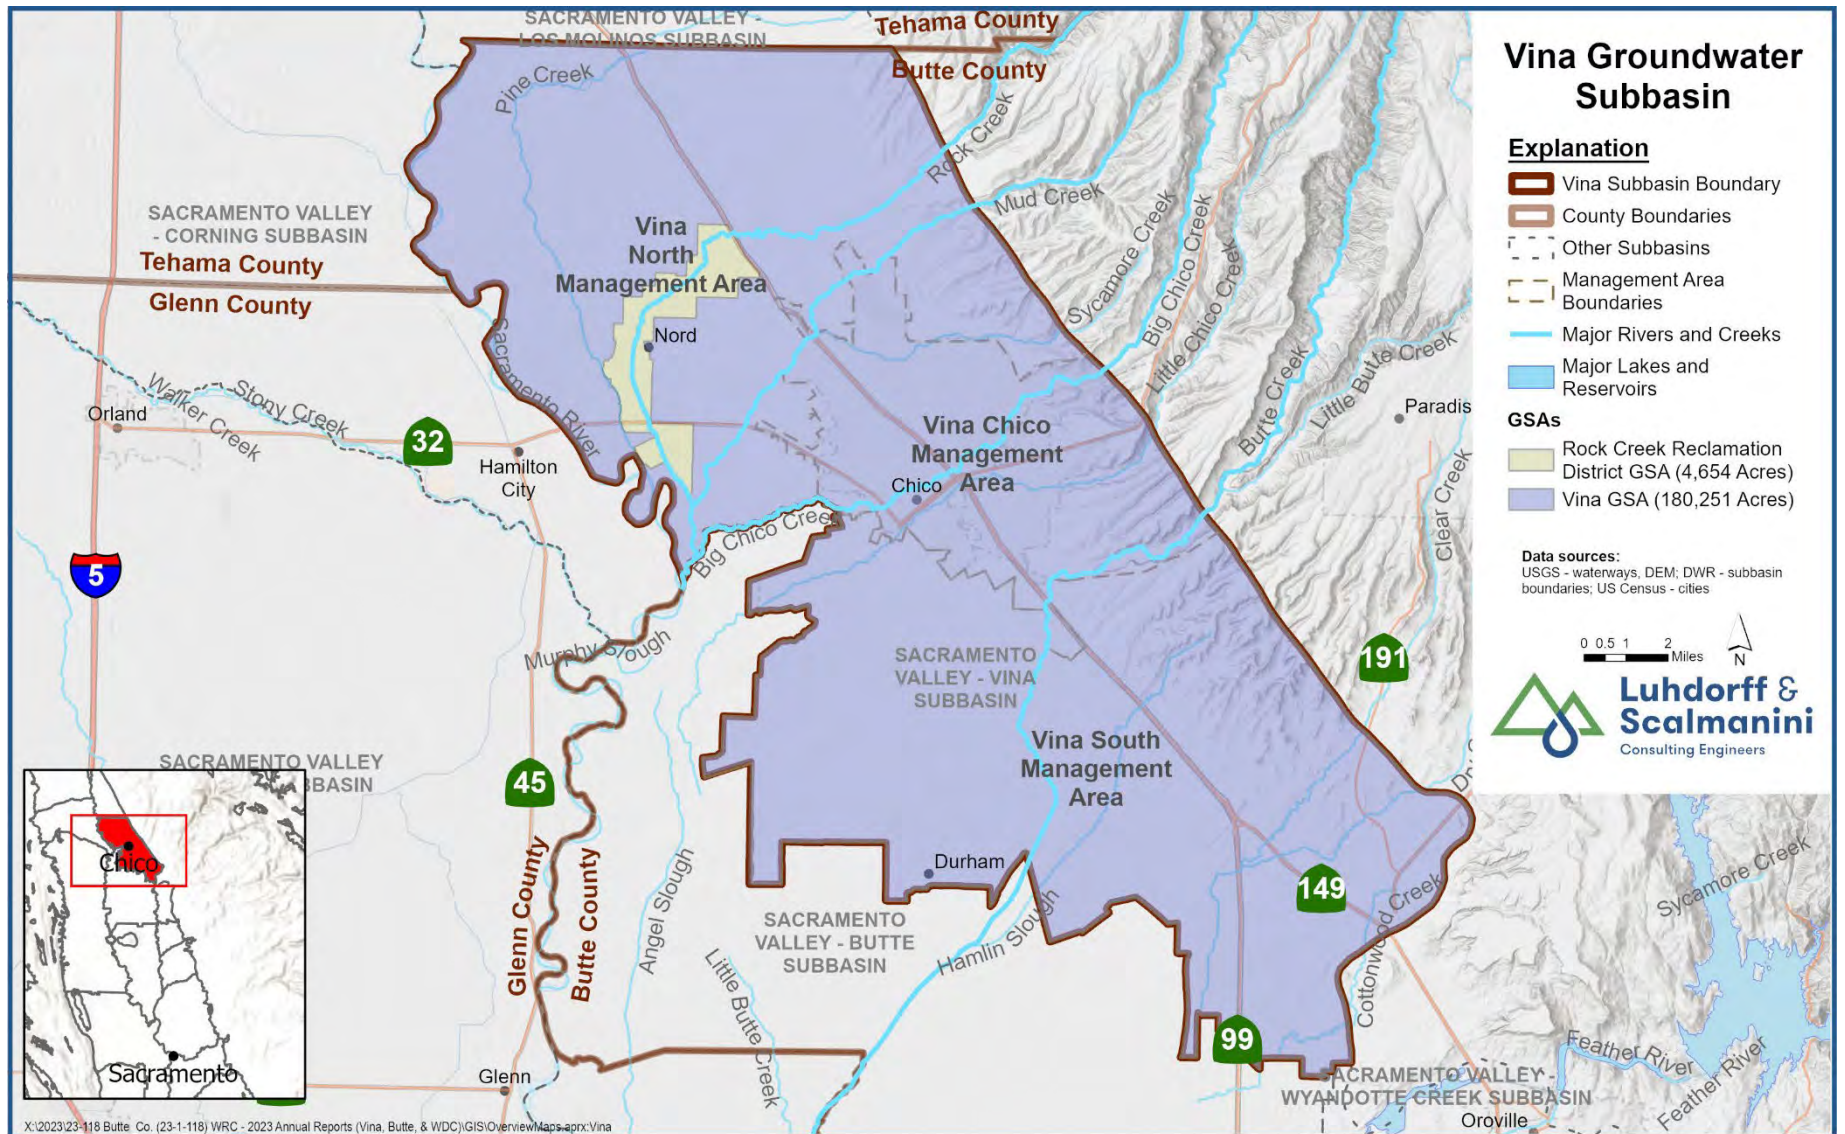 SACRAMENTO VALLEY -
LOS MOLINOS SUBBASIN
Tehama County
Butte County
Pine Creek
Rock Creek
Mud Creek
Sycamore Creek
Big Chico Creek
Little Chico Creek
Butte Creek
Little Butte Creek
SACRAMENTO VALLEY
- CORNING SUBBASIN
Tehama County
Glenn County
Vina
North
Management Area
Nord
Sacramento River
Orland
Walker Creek
Stony Creek
32
Hamilton
City
Vina Chico
Management
Area
Chico
Big Chico Creek
Paradis
Clear Creek
5
Murphy Slough
SACRAMENTO
VALLEY - VINA
SUBBASIN
191
Vina South
Management
Area
SACRAMENTO VALLEY
BBASIN
45
Glenn County
Butte County
Angel Slough
Durham
149
SACRAMENTO
VALLEY - BUTTE
SUBBASIN
Hamlin Slough
Little Butte Creek
Cottonwood Creek
99
Glenn
Sycamore Creek
Feather River
Feather River
SACRAMENTO VALLEY -
WYANDOTTE CREEK SUBBASIN
Oroville
Chico
Sacramento
X:\2023\23-118 Butte Co. (23-1-118) WRC - 2023 Annual Reports (Vina, Butte, & WDC)\GIS\OverviewMaps.aprx:Vina
Vina Groundwater
Subbasin
Explanation
Vina Subbasin Boundary
County Boundaries
Other Subbasins
Management Area
Boundaries
Major Rivers and Creeks
Major Lakes and
Reservoirs
GSAs
Rock Creek Reclamation
District GSA (4,654 Acres)
Vina GSA (180,251 Acres)
Data sources:
USGS - waterways, DEM; DWR - subbasin
boundaries; US Census - cities
0 0.5 1 2
Miles
N
Luhdorff &
Scalmanini
Consulting Engineers